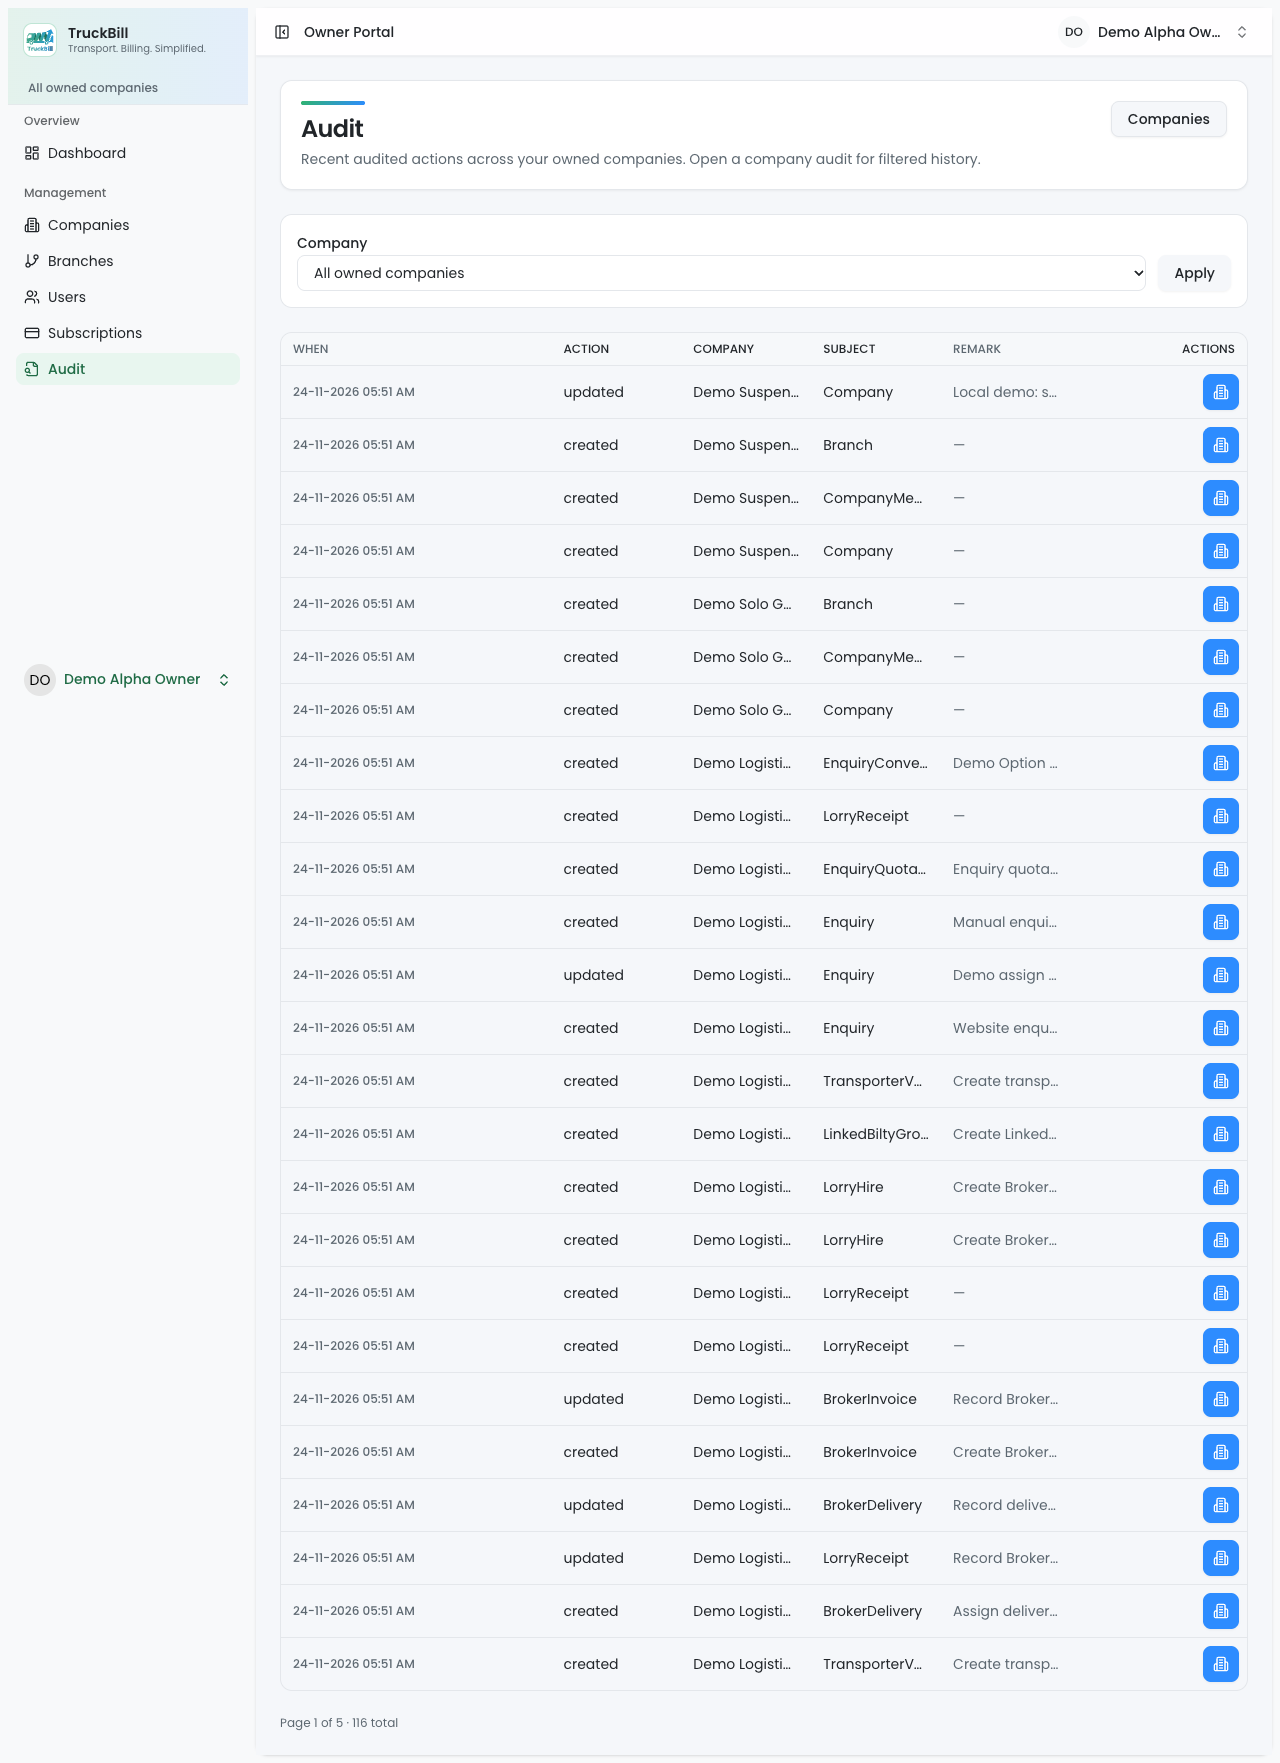 TruckBill
Transport. Billing. Simplified.
All owned companies
Overview
Dashboard
Management
Companies
Branches
Users
Subscriptions
Audit
DO Demo Alpha Owner
Owner Portal
DO Demo Alpha Ow...
Audit
Recent audited actions across your owned companies. Open a company audit for filtered history.
Companies
Company
All owned companies
Apply
WHEN ACTION COMPANY SUBJECT REMARK ACTIONS
24-11-2026 05:51 AM updated Demo Suspen... Company Local demo: s...
24-11-2026 05:51 AM created Demo Suspen... Branch —
24-11-2026 05:51 AM created Demo Suspen... CompanyMe... —
24-11-2026 05:51 AM created Demo Suspen... Company —
24-11-2026 05:51 AM created Demo Solo G... Branch —
24-11-2026 05:51 AM created Demo Solo G... CompanyMe... —
24-11-2026 05:51 AM created Demo Solo G... Company —
24-11-2026 05:51 AM created Demo Logisti... EnquiryConve... Demo Option ...
24-11-2026 05:51 AM created Demo Logisti... LorryReceipt —
24-11-2026 05:51 AM created Demo Logisti... EnquiryQuota... Enquiry quota...
24-11-2026 05:51 AM created Demo Logisti... Enquiry Manual enqui...
24-11-2026 05:51 AM updated Demo Logisti... Enquiry Demo assign ...
24-11-2026 05:51 AM created Demo Logisti... Enquiry Website enqu...
24-11-2026 05:51 AM created Demo Logisti... TransporterV... Create transp...
24-11-2026 05:51 AM created Demo Logisti... LinkedBiltyGro... Create Linked...
24-11-2026 05:51 AM created Demo Logisti... LorryHire Create Broker...
24-11-2026 05:51 AM created Demo Logisti... LorryHire Create Broker...
24-11-2026 05:51 AM created Demo Logisti... LorryReceipt —
24-11-2026 05:51 AM created Demo Logisti... LorryReceipt —
24-11-2026 05:51 AM updated Demo Logisti... BrokerInvoice Record Broker...
24-11-2026 05:51 AM created Demo Logisti... BrokerInvoice Create Broker...
24-11-2026 05:51 AM updated Demo Logisti... BrokerDelivery Record delive...
24-11-2026 05:51 AM updated Demo Logisti... LorryReceipt Record Broker...
24-11-2026 05:51 AM created Demo Logisti... BrokerDelivery Assign deliver...
24-11-2026 05:51 AM created Demo Logisti... TransporterV... Create transp...
Page 1 of 5 · 116 total